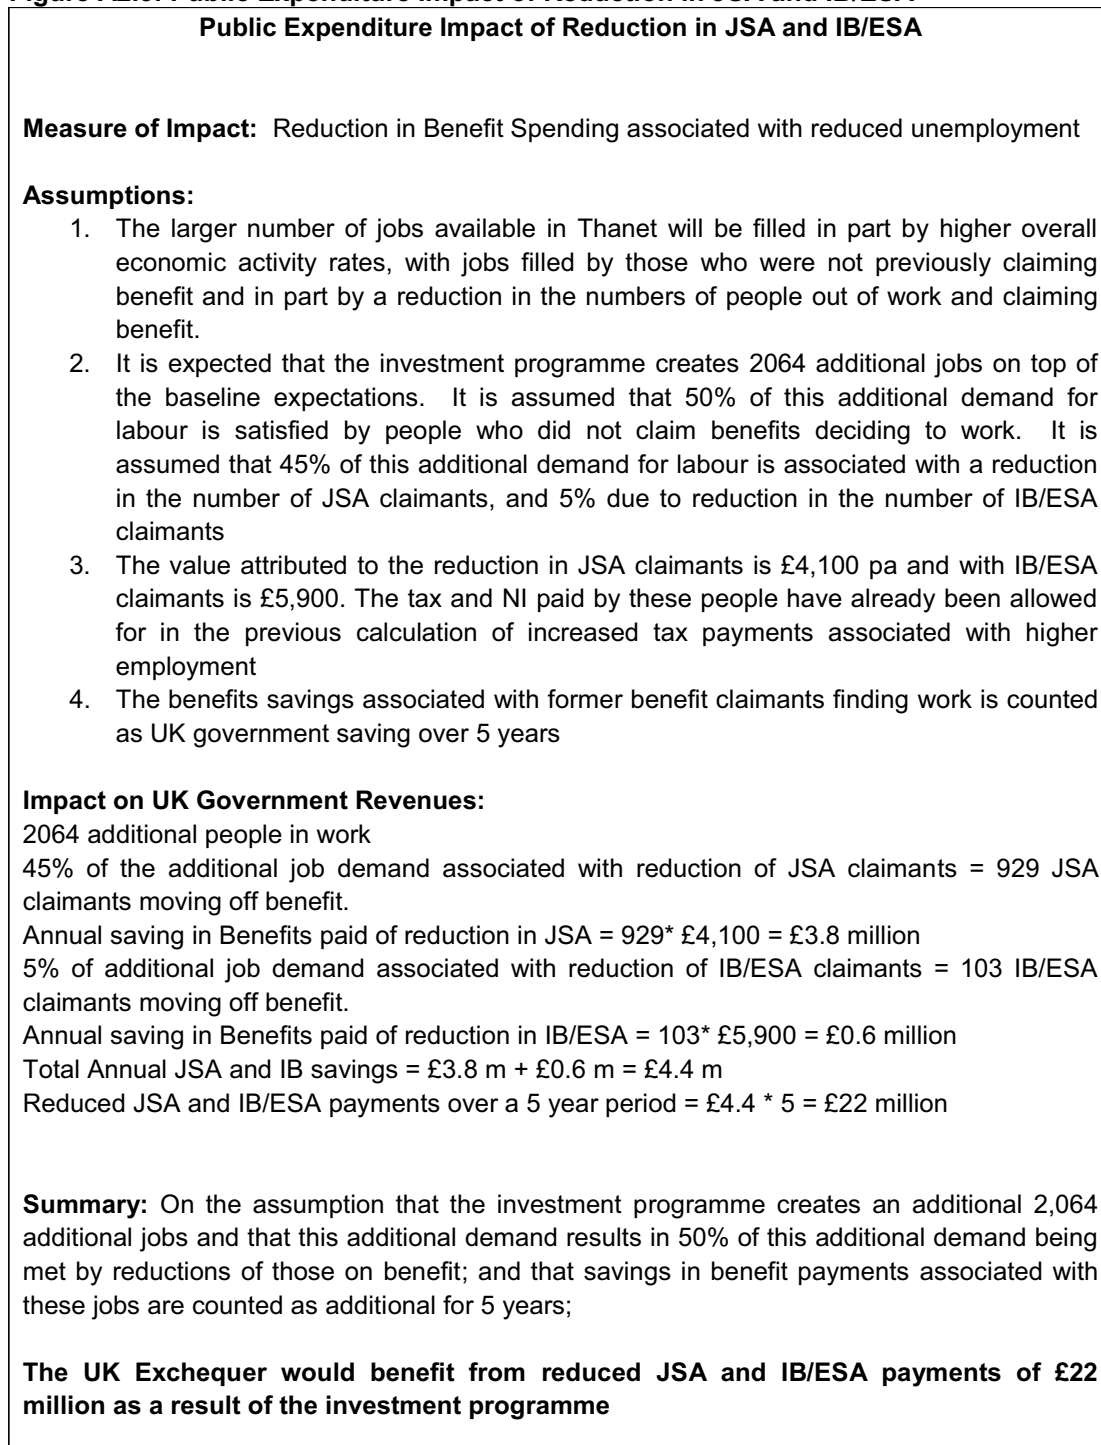 Public Expenditure Impact of Reduction in JSA and IB/ESA
Measure of Impact: Reduction in Benefit Spending associated with reduced unemployment
Assumptions:
1. The larger number of jobs available in Thanet will be filled in part by higher overall
economic activity rates, with jobs filled by those who were not previously claiming
benefit and in part by a reduction in the numbers of people out of work and claiming
benefit.
2. It is expected that the investment programme creates 2064 additional jobs on top of
the baseline expectations. It is assumed that 50% of this additional demand for
labour is satisfied by people who did not claim benefits deciding to work. It is
assumed that 45% of this additional demand for labour is associated with a reduction
in the number of JSA claimants, and 5% due to reduction in the number of IB/ESA
claimants
3. The value attributed to the reduction in JSA claimants is £4,100 pa and with IB/ESA
claimants is £5,900. The tax and NI paid by these people have already been allowed
for in the previous calculation of increased tax payments associated with higher
employment
4. The benefits savings associated with former benefit claimants finding work is counted
as UK government saving over 5 years
Impact on UK Government Revenues:
2064 additional people in work
45% of the additional job demand associated with reduction of JSA claimants = 929 JSA
claimants moving off benefit.
Annual saving in Benefits paid of reduction in JSA = 929* £4,100 = £3.8 million
5% of additional job demand associated with reduction of IB/ESA claimants = 103 IB/ESA
claimants moving off benefit.
Annual saving in Benefits paid of reduction in IB/ESA = 103* £5,900 = £0.6 million
Total Annual JSA and IB savings = £3.8 m + £0.6 m = £4.4 m
Reduced JSA and IB/ESA payments over a 5 year period = £4.4 * 5 = £22 million
Summary: On the assumption that the investment programme creates an additional 2,064
additional jobs and that this additional demand results in 50% of this additional demand being
met by reductions of those on benefit; and that savings in benefit payments associated with
these jobs are counted as additional for 5 years;
The UK Exchequer would benefit from reduced JSA and IB/ESA payments of £22
million as a result of the investment programme